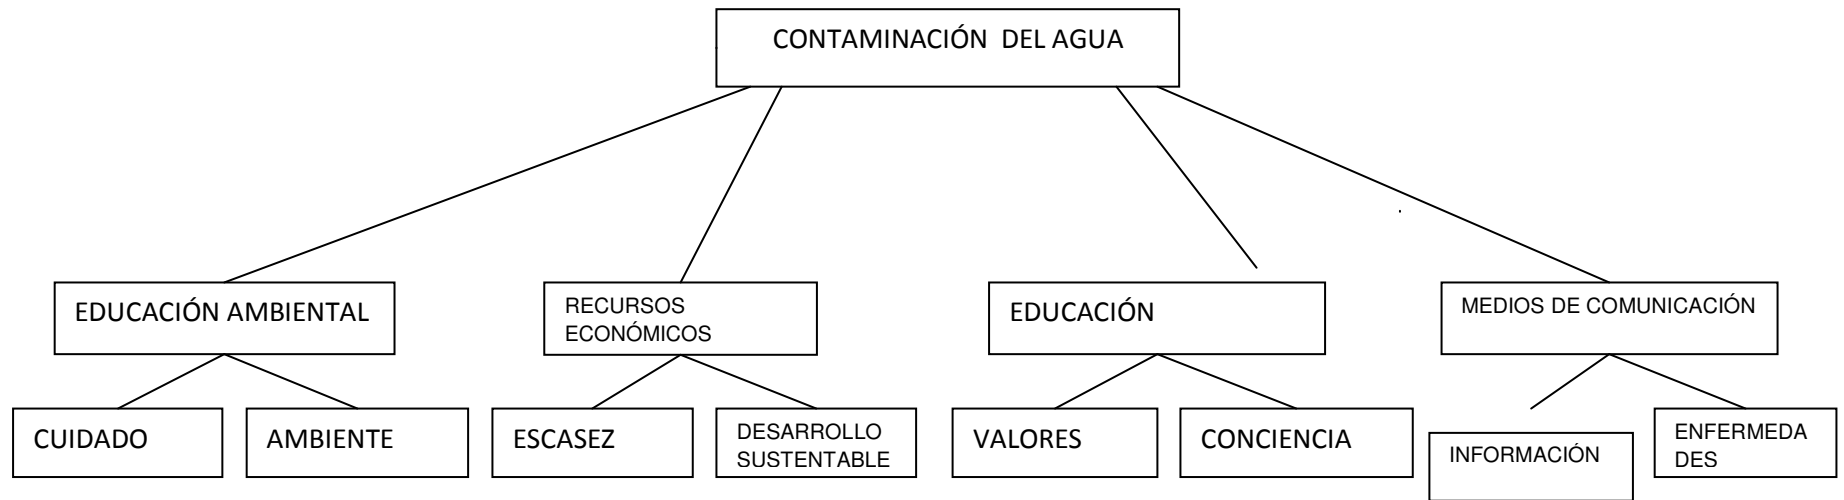 CONTAMINACIÓN DEL AGUA
EDUCACIÓN AMBIENTAL
RECURSOS
ECONÓMICOS
EDUCACIÓN
MEDIOS DE COMUNICACIÓN
CUIDADO
AMBIENTE
ESCASEZ
DESARROLLO
SUSTENTABLE
VALORES
CONCIENCIA
INFORMACIÓN
ENFERMEDA
DES